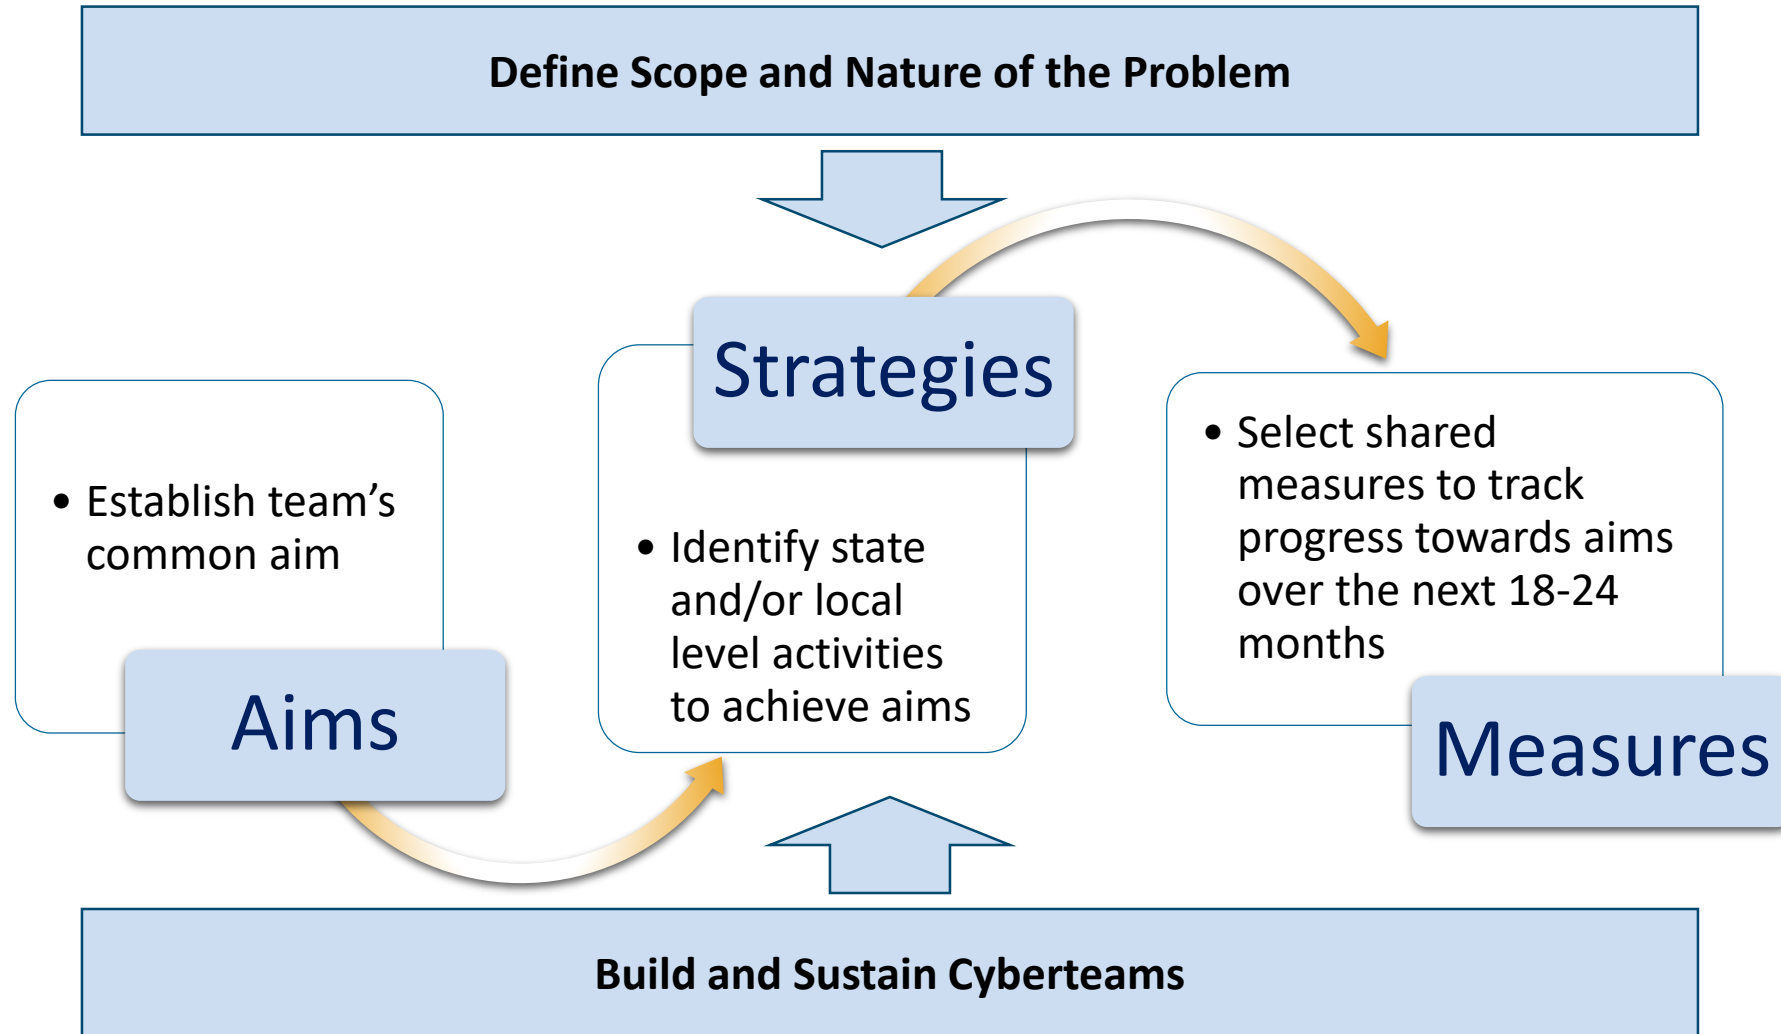 Define Scope and Nature of the Problem
• Establish team’s
common aim
Aims
Strategies
• Identify state
and/or local
level activities
to achieve aims
• Select shared
measures to track
progress towards aims
over the next 18-24
months
Measures
Build and Sustain Cyberteams